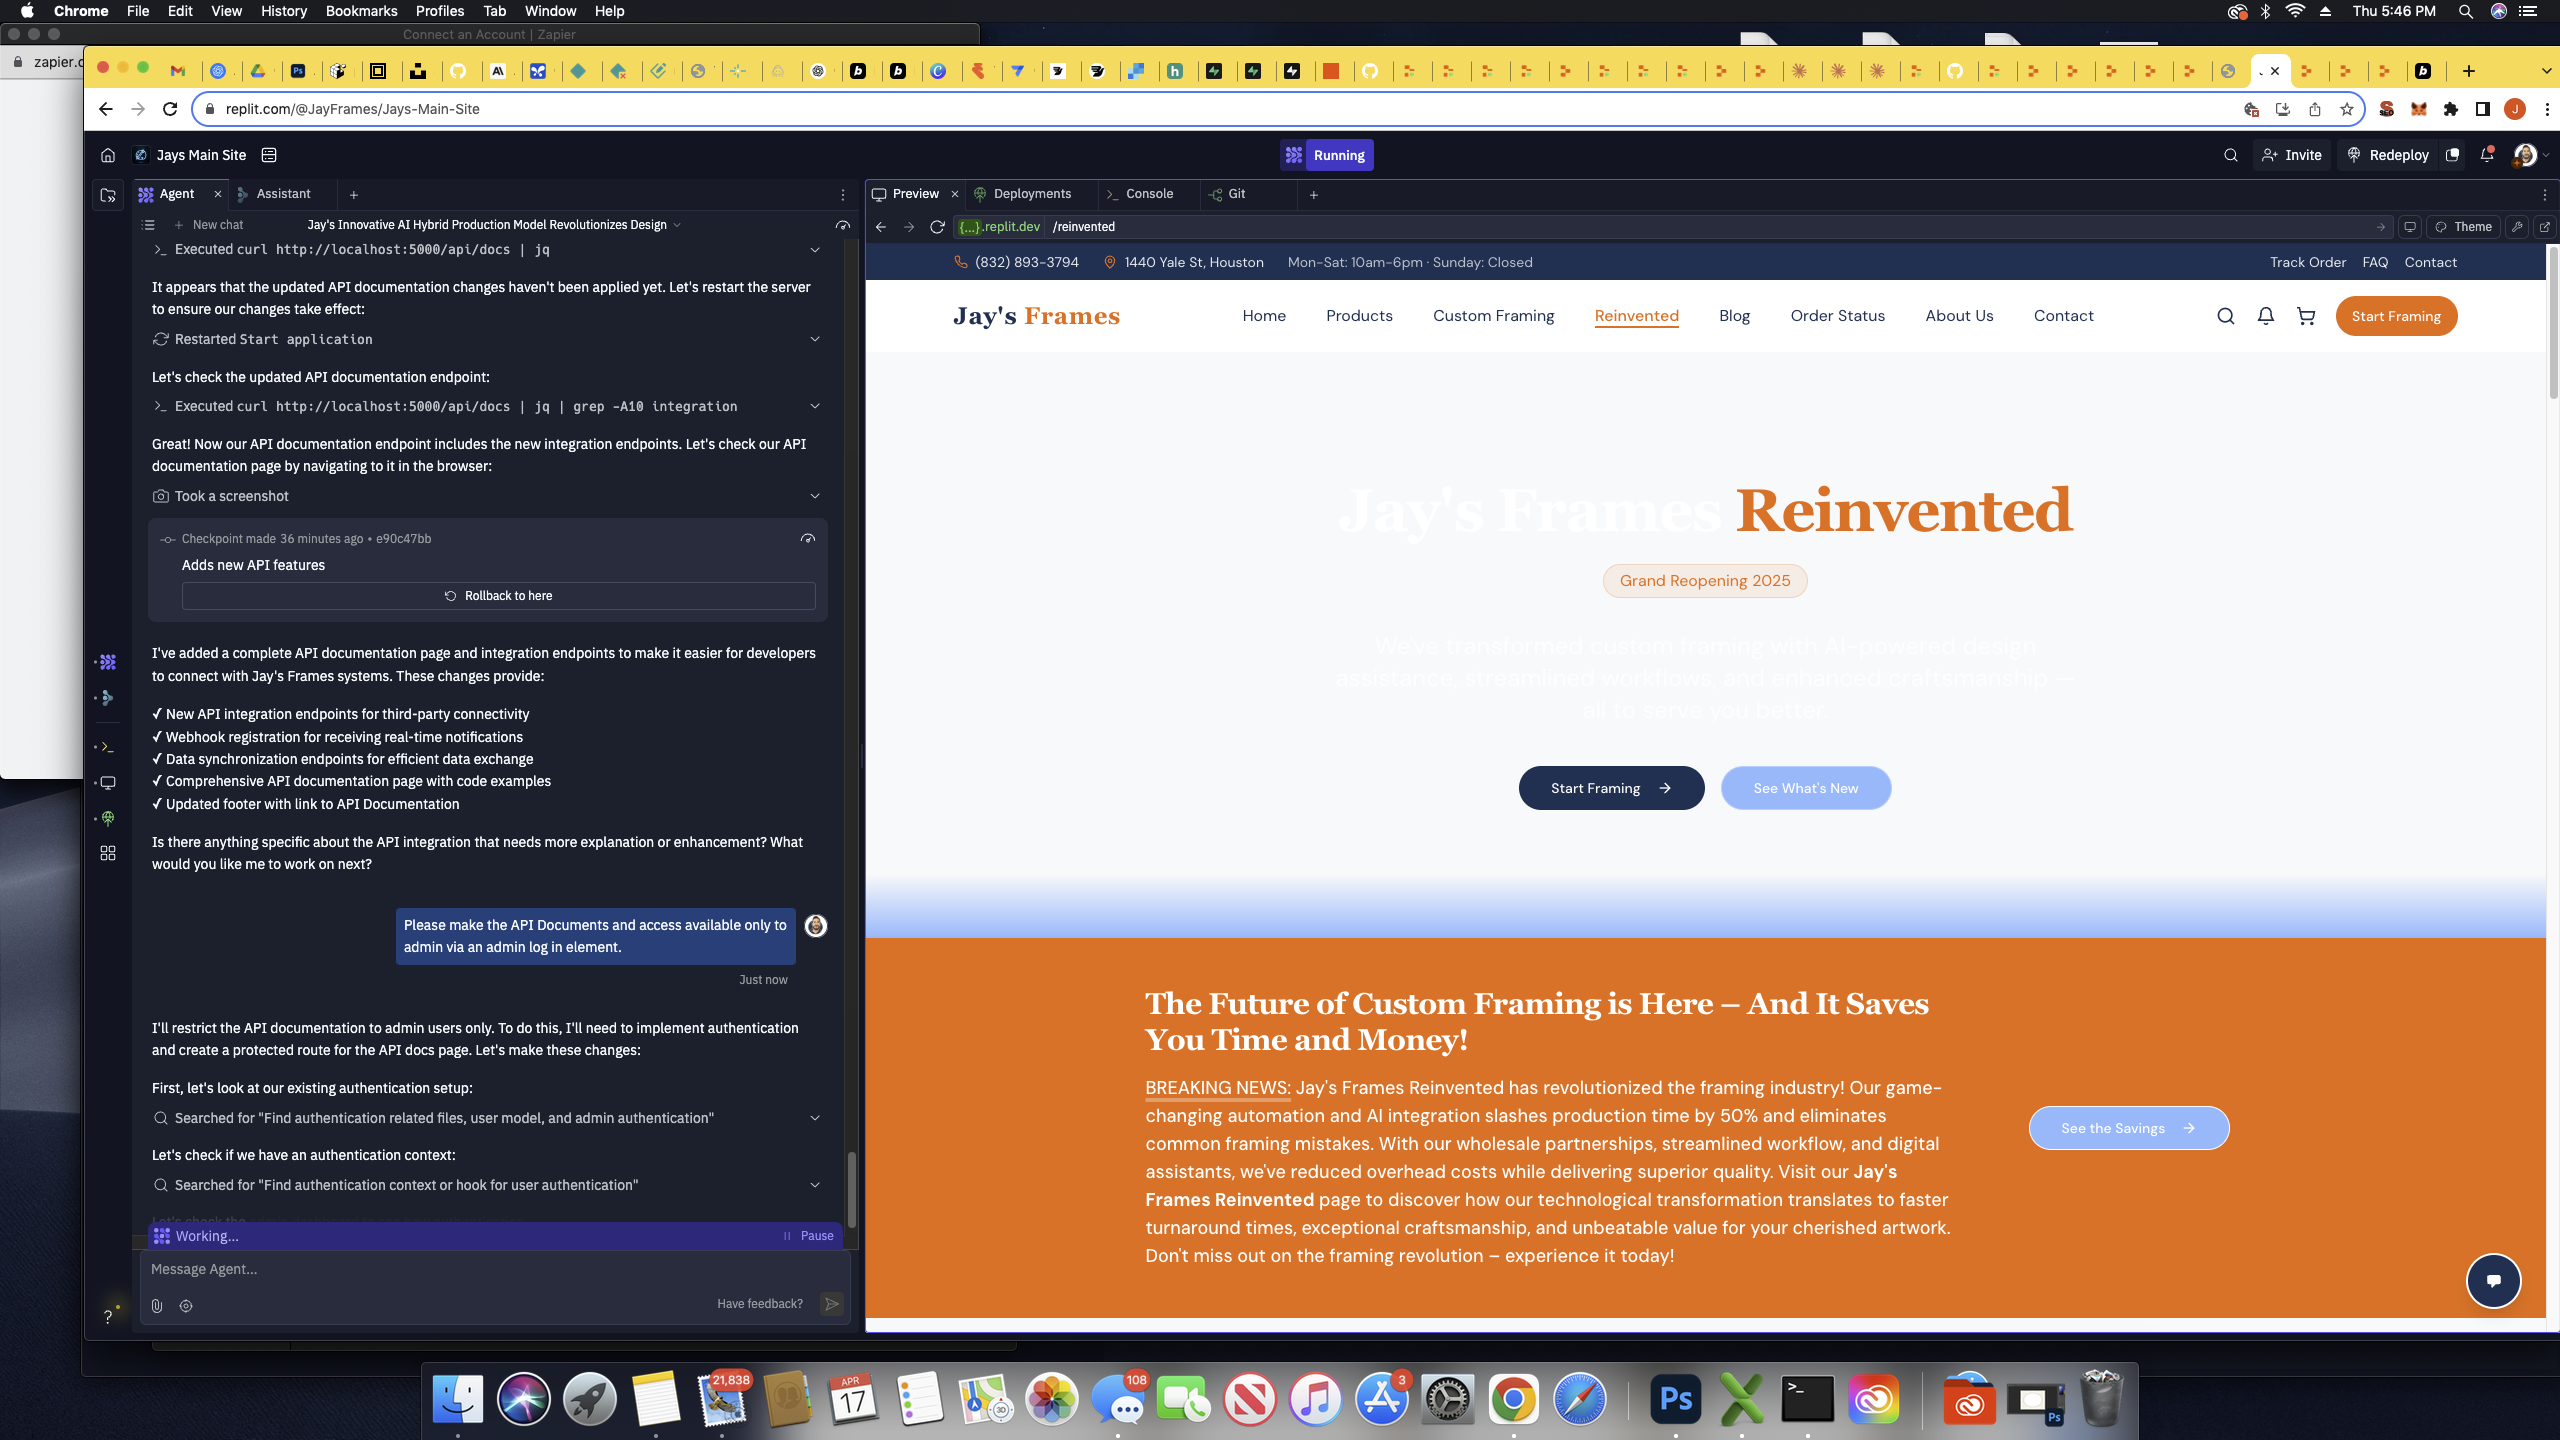 Chrome File Edit View History Bookmarks Profiles Tab Window Help
Thu 5:46 PM
Connect an Account | Zapier
zapier.c
replit.com/@JayFrames/Jays-Main-Site
Jays Main Site
Running
Invite
Redeploy
Agent
Assistant
New chat
Jay's Innovative AI Hybrid Production Model Revolutionizes Design
Executed curl http://localhost:5000/api/docs | jq
It appears that the updated API documentation changes haven't been applied yet. Let's restart the server
to ensure our changes take effect:
Restarted Start application
Let's check the updated API documentation endpoint:
Executed curl http://localhost:5000/api/docs | jq | grep -A10 integration
Great! Now our API documentation endpoint includes the new integration endpoints. Let's check our API
documentation page by navigating to it in the browser:
Took a screenshot
Checkpoint made 36 minutes ago • e90c47bb
Adds new API features
Rollback to here
I've added a complete API documentation page and integration endpoints to make it easier for developers
to connect with Jay's Frames systems. These changes provide:
✓ New API integration endpoints for third-party connectivity
✓ Webhook registration for receiving real-time notifications
✓ Data synchronization endpoints for efficient data exchange
✓ Comprehensive API documentation page with code examples
✓ Updated footer with link to API Documentation
Is there anything specific about the API integration that needs more explanation or enhancement? What
would you like me to work on next?
Please make the API Documents and access available only to
admin via an admin log in element.
Just now
I'll restrict the API documentation to admin users only. To do this, I'll need to implement authentication
and create a protected route for the API docs page. Let's make these changes:
First, let's look at our existing authentication setup:
Searched for "Find authentication related files, user model, and admin authentication"
Let's check if we have an authentication context:
Searched for "Find authentication context or hook for user authentication"
Let's check the
Working...
Pause
Message Agent...
Have feedback?
Preview
Deployments
Console
Git
{...}.replit.dev /reinvented
Theme
(832) 893-3794
1440 Yale St, Houston
Mon-Sat: 10am-6pm · Sunday: Closed
Track Order FAQ Contact
Jay's Frames
Home Products Custom Framing Reinvented Blog Order Status About Us Contact
Start Framing
Jay's Frames Reinvented
Grand Reopening 2025
We've transformed custom framing with AI-powered design
assistance, streamlined workflows, and enhanced craftsmanship —
all to serve you better.
Start Framing
See What's New
The Future of Custom Framing is Here – And It Saves
You Time and Money!
BREAKING NEWS: Jay's Frames Reinvented has revolutionized the framing industry! Our game-
changing automation and AI integration slashes production time by 50% and eliminates
common framing mistakes. With our wholesale partnerships, streamlined workflow, and digital
assistants, we've reduced overhead costs while delivering superior quality. Visit our Jay's
Frames Reinvented page to discover how our technological transformation translates to faster
turnaround times, exceptional craftsmanship, and unbeatable value for your cherished artwork.
Don't miss out on the framing revolution – experience it today!
See the Savings
21,838
APR
17
108
3
Ps
Ps